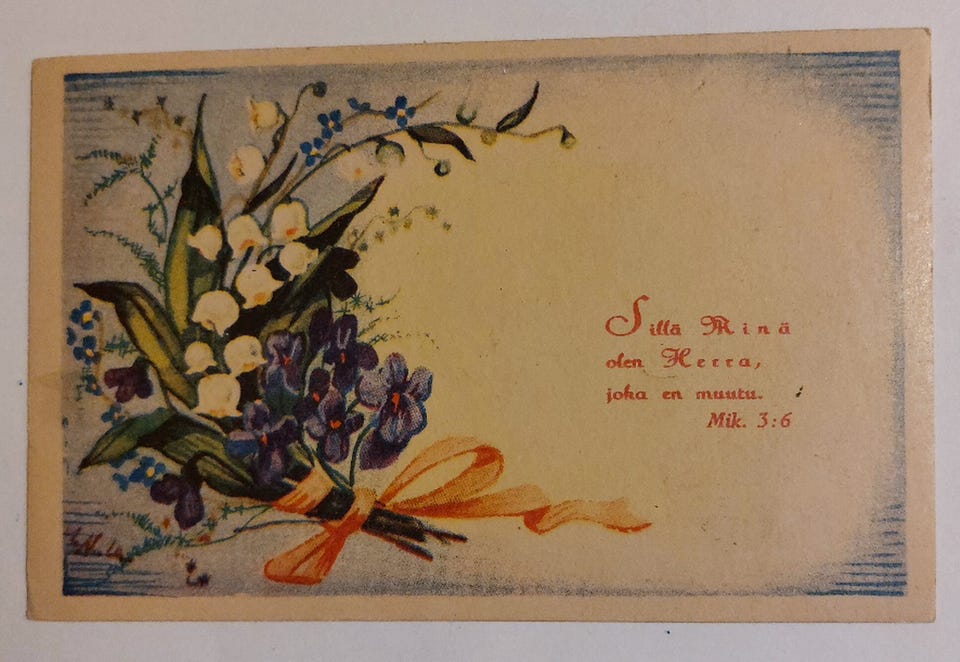 Sillä Minä
olen Herra,
joka en muutu.
Mik. 3:6